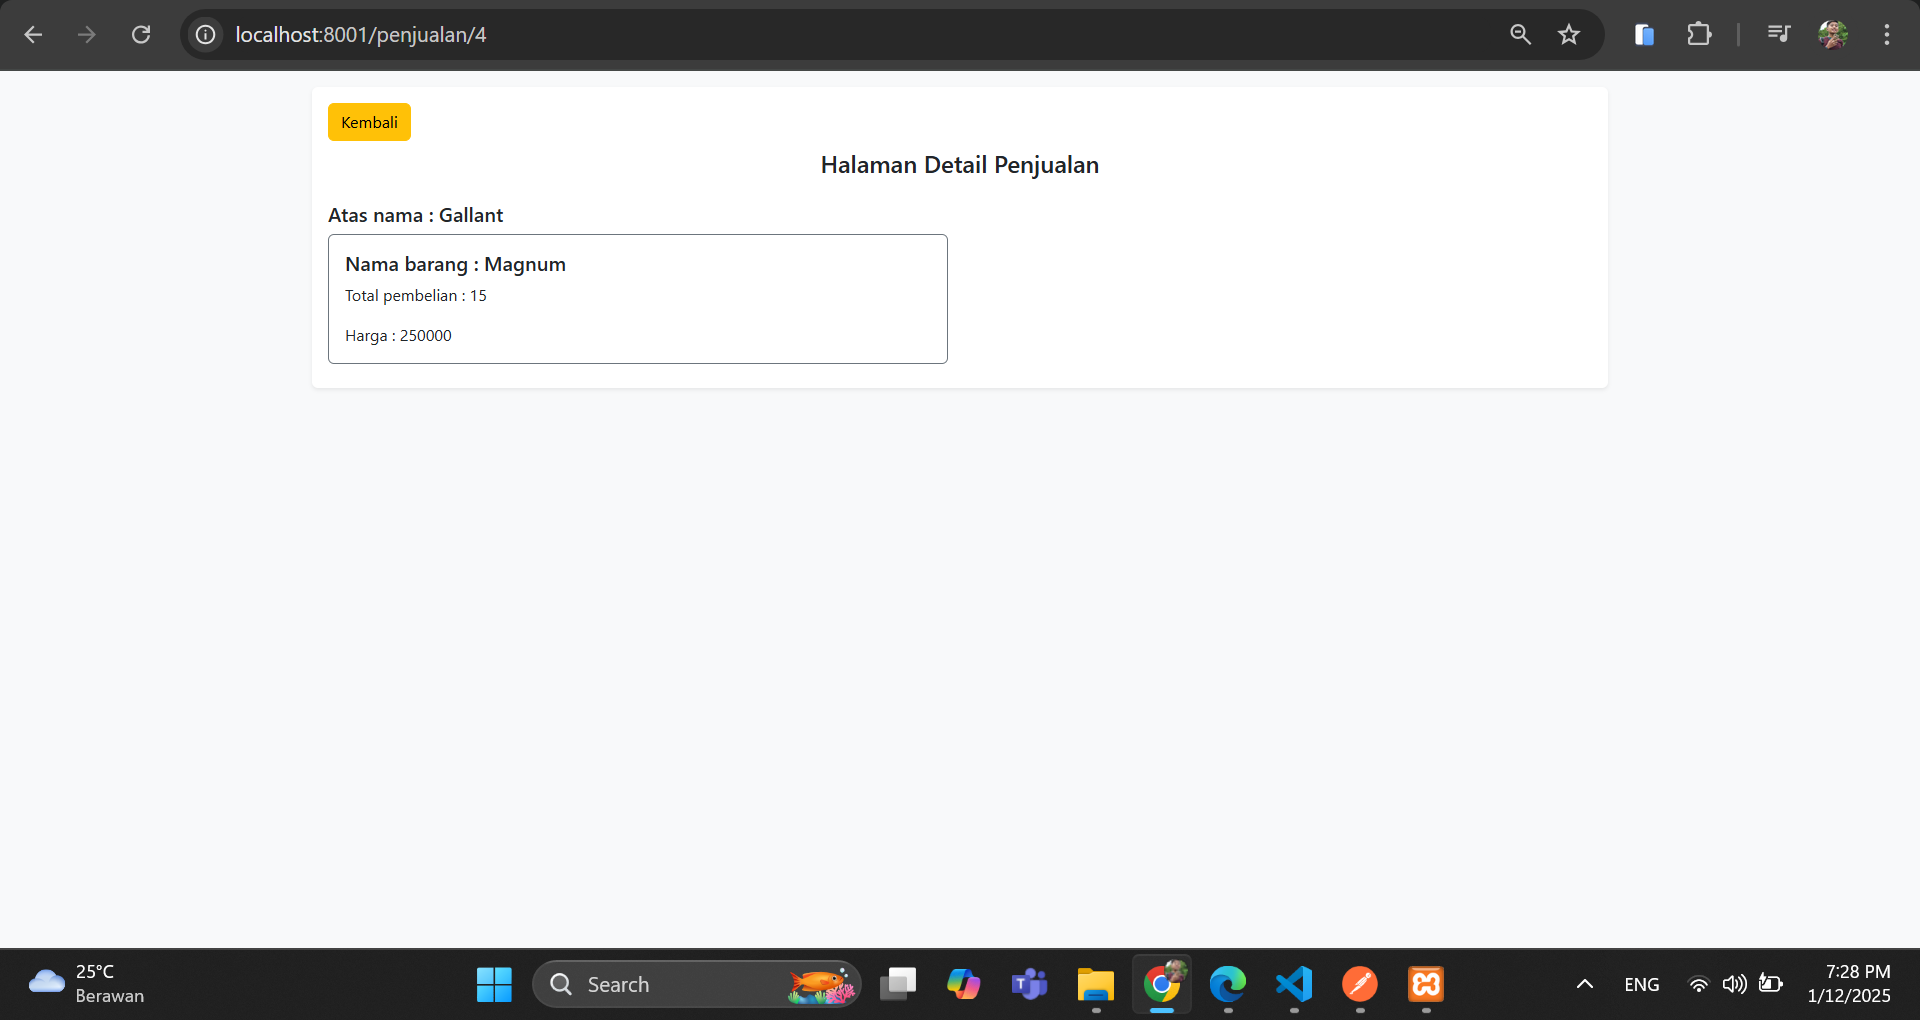 localhost:8001/penjualan/4
Kembali
Halaman Detail Penjualan
Atas nama : Gallant
Nama barang : Magnum
Total pembelian : 15
Harga : 250000
25°C
Berawan
Search
ENG
7:28 PM
1/12/2025